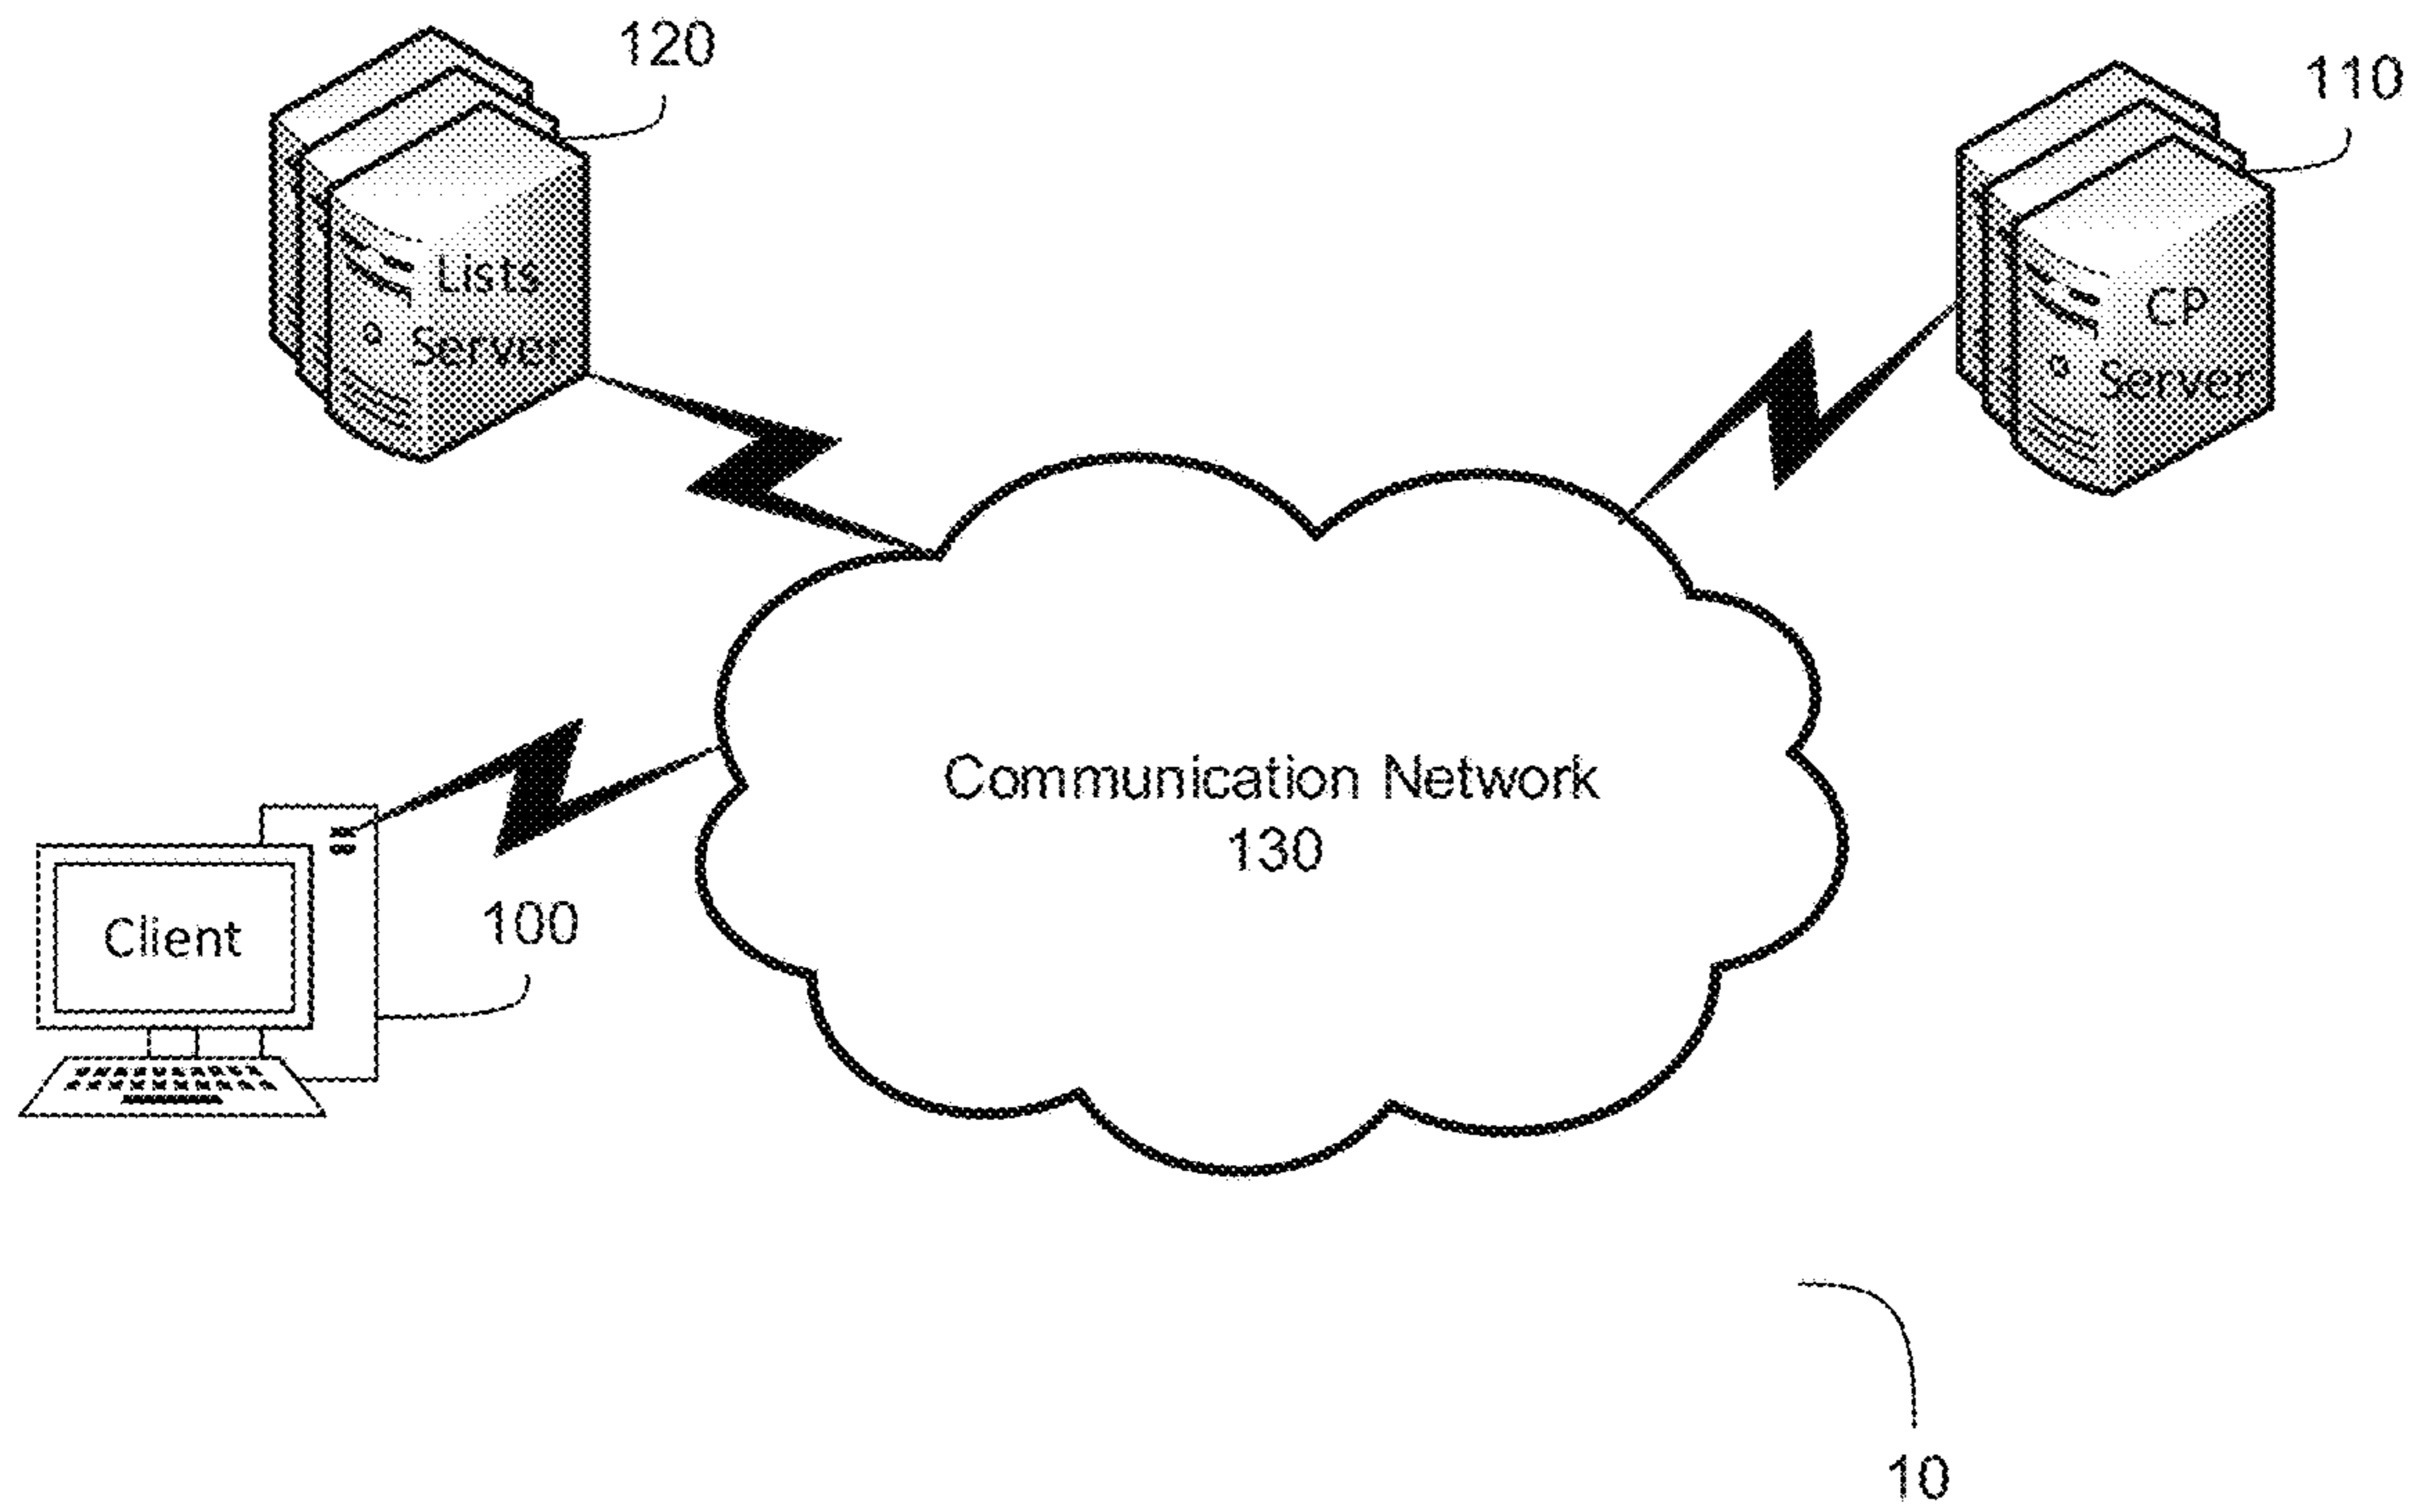 120
110
Lists
Server
CP
Server
Communication Network
130
Client
100
10